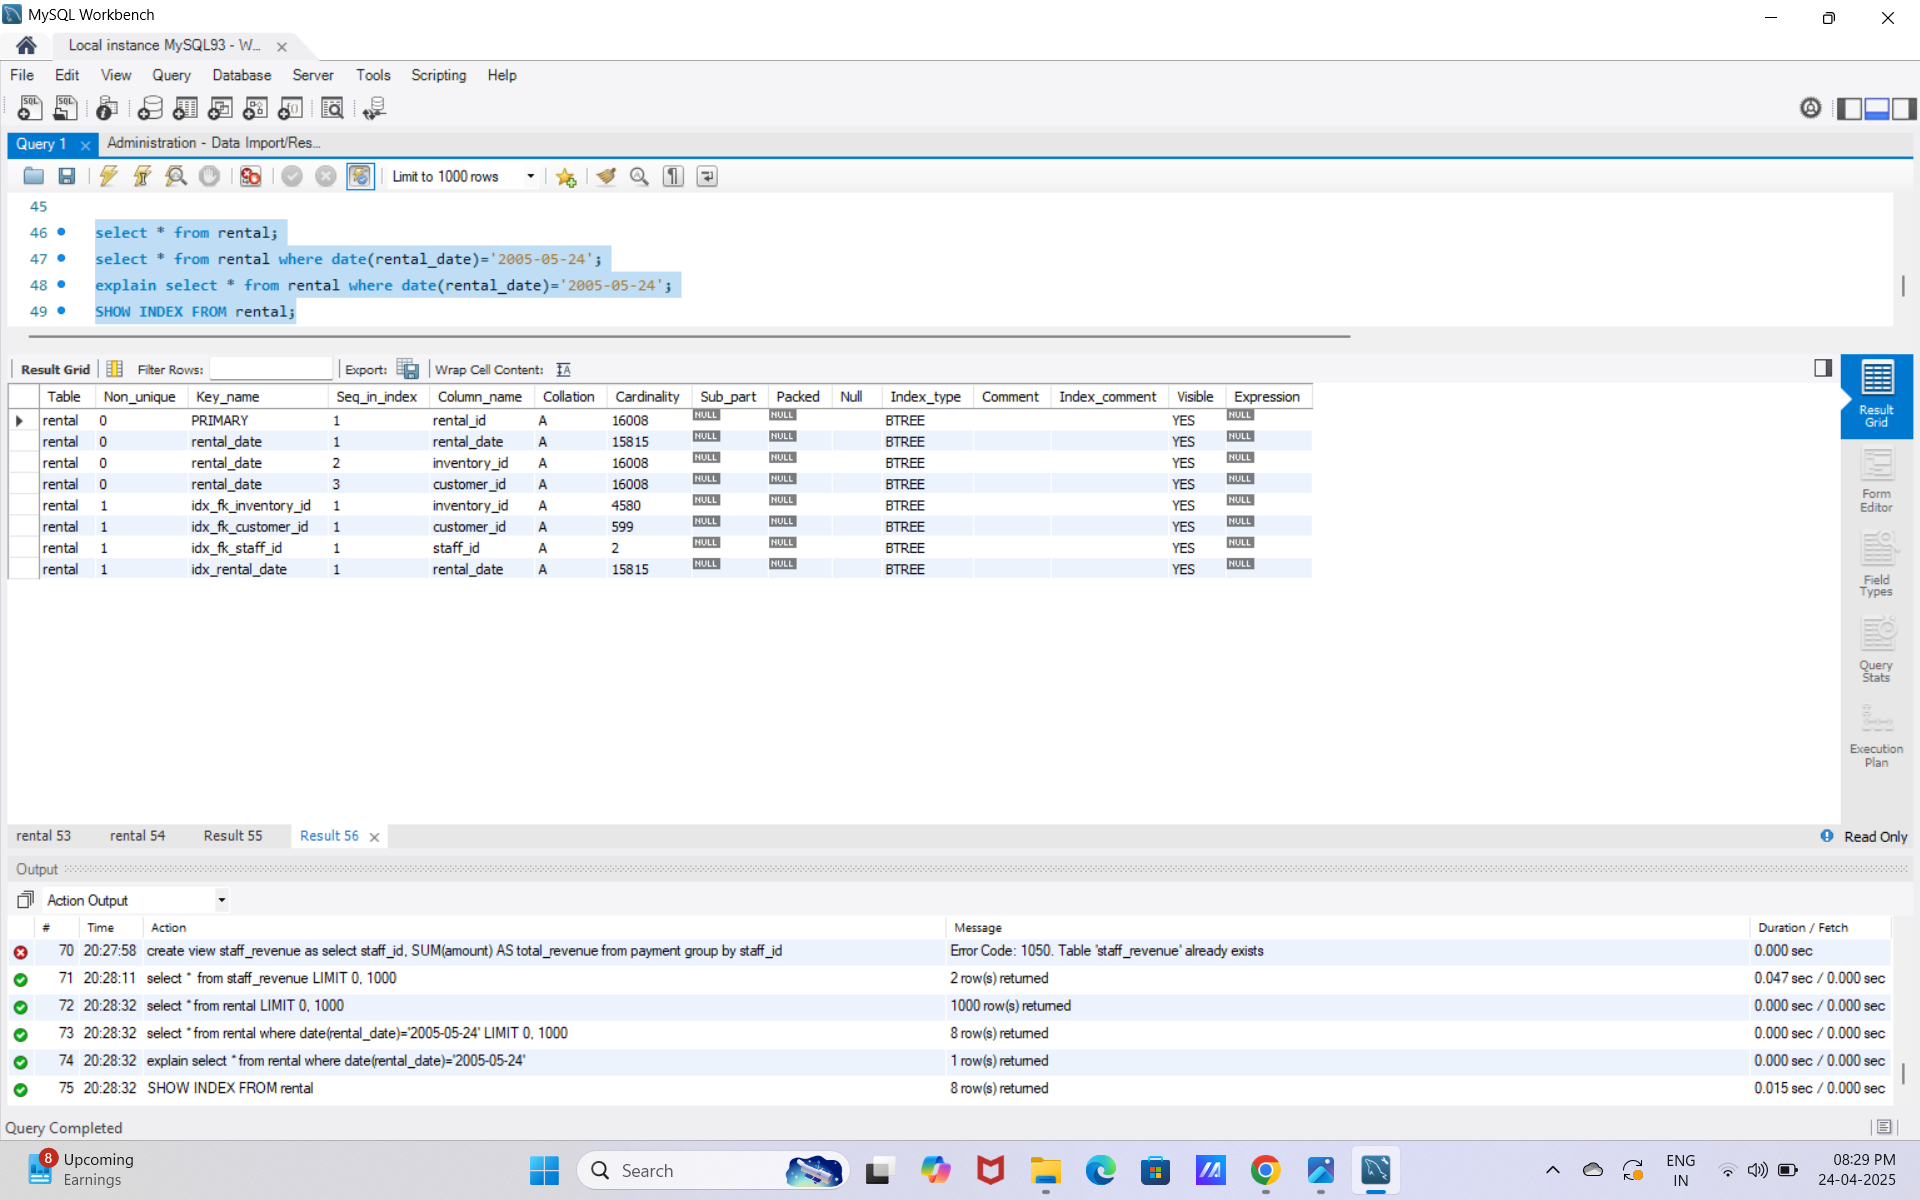 MySQL Workbench
Local instance MySQL93 - W...
File Edit View Query Database Server Tools Scripting Help
Query 1 Administration - Data Import/Res...
Limit to 1000 rows
45
46 select * from rental;
47 select * from rental where date(rental_date)='2005-05-24';
48 explain select * from rental where date(rental_date)='2005-05-24';
49 SHOW INDEX FROM rental;
Result Grid Filter Rows: Export: Wrap Cell Content:
Table Non_unique Key_name Seq_in_index Column_name Collation Cardinality Sub_part Packed Null Index_type Comment Index_comment Visible Expression
rental 0 PRIMARY 1 rental_id A 16008 NULL NULL BTREE YES NULL
rental 0 rental_date 1 rental_date A 15815 NULL NULL BTREE YES NULL
rental 0 rental_date 2 inventory_id A 16008 NULL NULL BTREE YES NULL
rental 0 rental_date 3 customer_id A 16008 NULL NULL BTREE YES NULL
rental 1 idx_fk_inventory_id 1 inventory_id A 4580 NULL NULL BTREE YES NULL
rental 1 idx_fk_customer_id 1 customer_id A 599 NULL NULL BTREE YES NULL
rental 1 idx_fk_staff_id 1 staff_id A 2 NULL NULL BTREE YES NULL
rental 1 idx_rental_date 1 rental_date A 15815 NULL NULL BTREE YES NULL
Result
Grid
Form
Editor
Field
Types
Query
Stats
Execution
Plan
rental 53 rental 54 Result 55 Result 56 Read Only
Output
Action Output
# Time Action Message Duration / Fetch
70 20:27:58 create view staff_revenue as select staff_id, SUM(amount) AS total_revenue from payment group by staff_id Error Code: 1050. Table 'staff_revenue' already exists 0.000 sec
71 20:28:11 select * from staff_revenue LIMIT 0, 1000 2 row(s) returned 0.047 sec / 0.000 sec
72 20:28:32 select * from rental LIMIT 0, 1000 1000 row(s) returned 0.000 sec / 0.000 sec
73 20:28:32 select * from rental where date(rental_date)='2005-05-24' LIMIT 0, 1000 8 row(s) returned 0.000 sec / 0.000 sec
74 20:28:32 explain select * from rental where date(rental_date)='2005-05-24' 1 row(s) returned 0.000 sec / 0.000 sec
75 20:28:32 SHOW INDEX FROM rental 8 row(s) returned 0.015 sec / 0.000 sec
Query Completed
8 Upcoming
Earnings
Search
ENG
IN
08:29 PM
24-04-2025